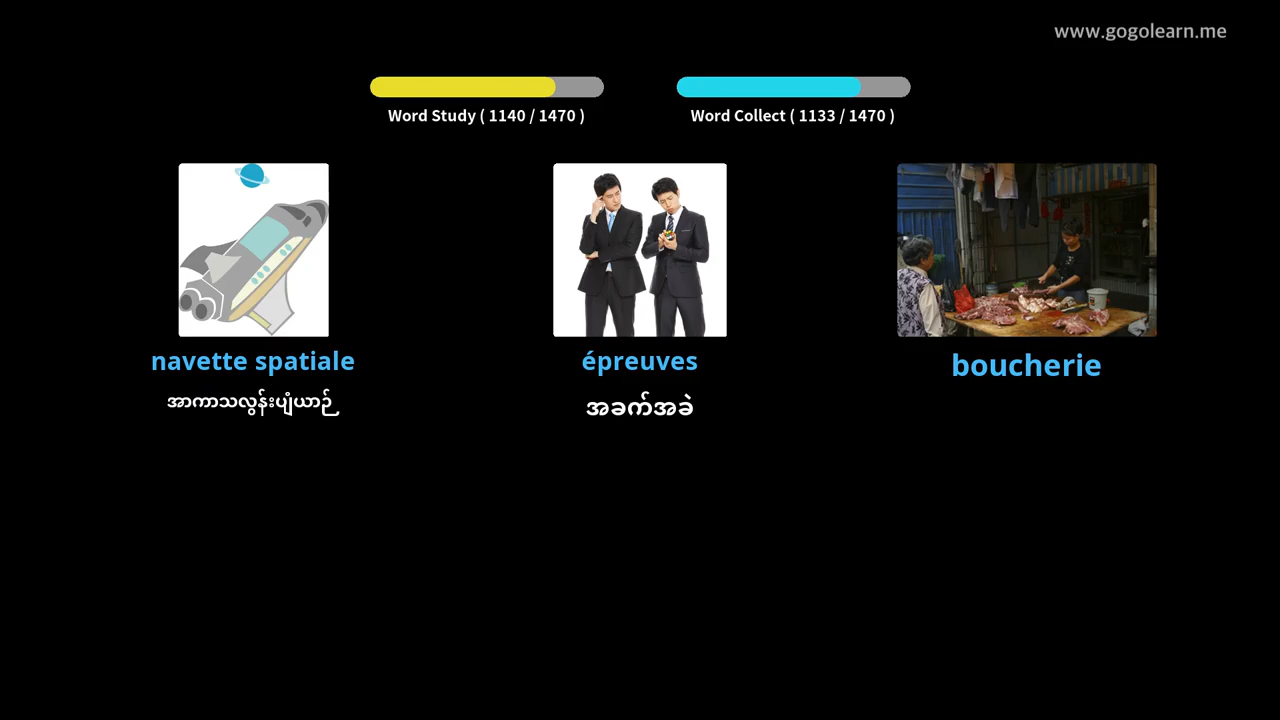 www.gogolearn.me
Word Study ( 1140 / 1470 )
Word Collect ( 1133 / 1470 )
navette spatiale
အာကာသလွန်းပျံယာဉ်
épreuves
အခက်အခဲ
boucherie